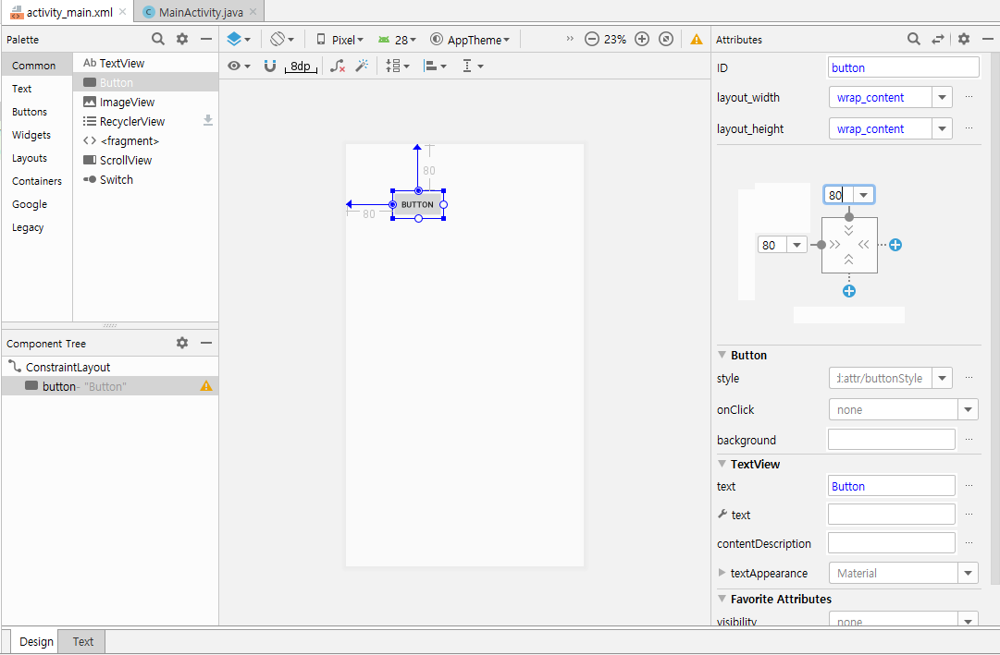 activity_main.xml
MainActivity.java
Palette
Pixel
28
AppTheme
23%
Attributes
Common
Text
Buttons
Widgets
Layouts
Containers
Google
Legacy
Ab TextView
Button
ImageView
RecyclerView
<fragment>
ScrollView
Switch
8dp
80
80
BUTTON
Component Tree
ConstraintLayout
button- "Button"
ID
button
layout_width
wrap_content
layout_height
wrap_content
80
80
Button
style
d:attr/buttonStyle
onClick
none
background
TextView
text
Button
text
contentDescription
textAppearance
Material
Favorite Attributes
visibility
none
Design
Text